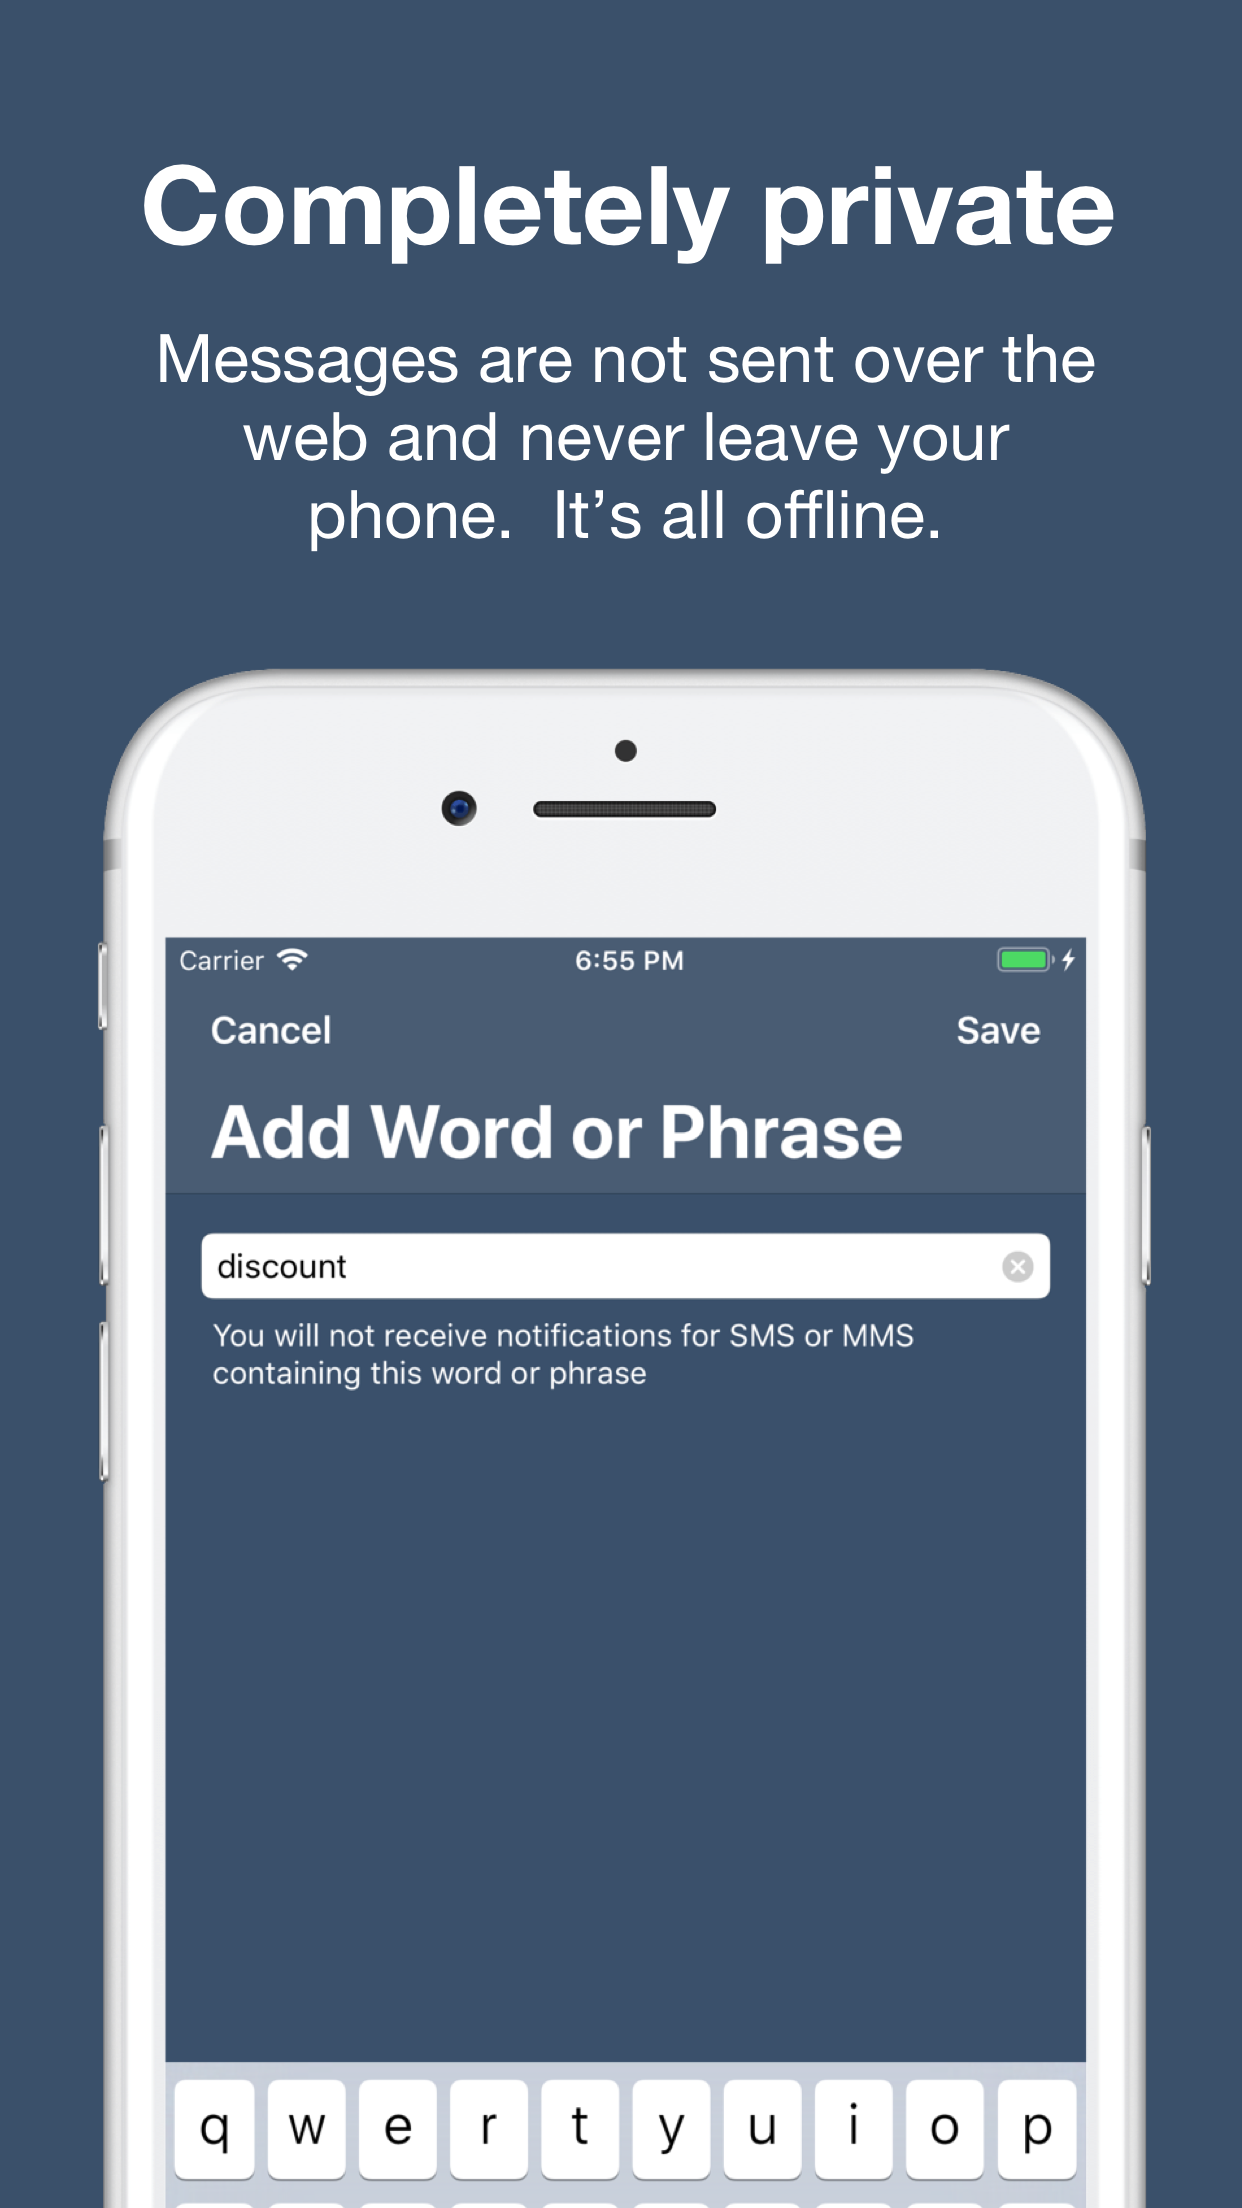 Completely private
Messages are not sent over the
web and never leave your
phone.  It’s all offline.
Carrier 6:55 PM
Cancel Save
Add Word or Phrase
discount
You will not receive notifications for SMS or MMS
containing this word or phrase
q w e r t y u i o p